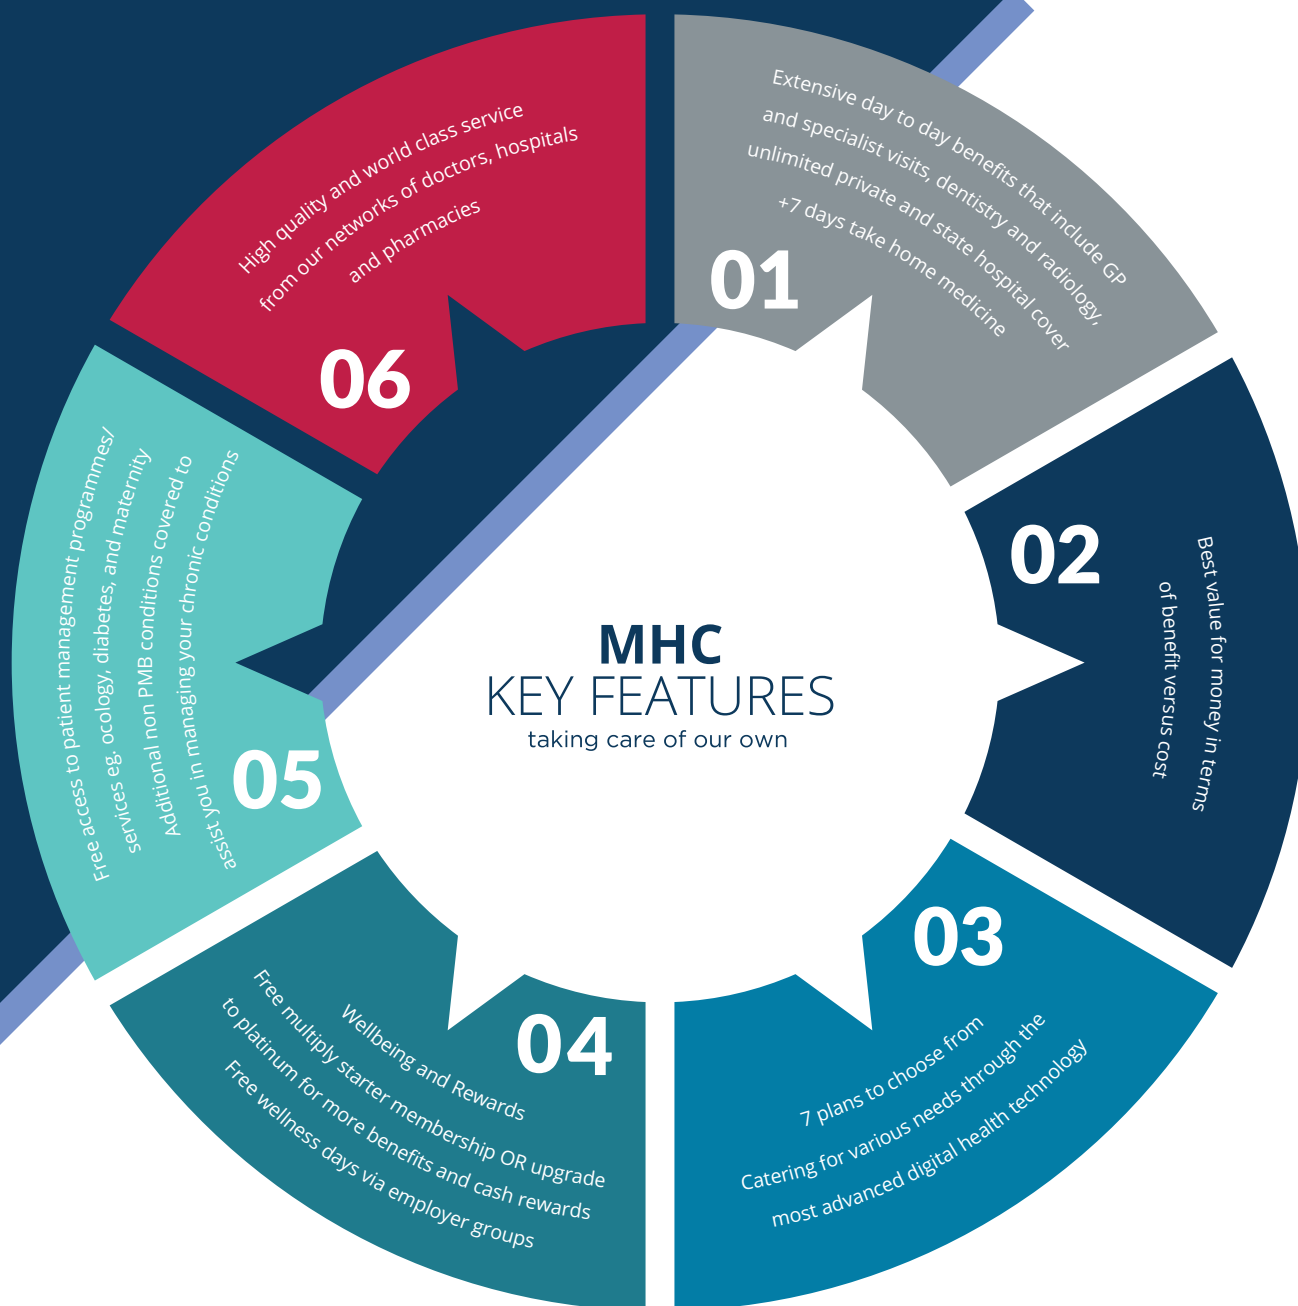 MHC
KEY FEATURES
taking care of our own
01
Extensive day to day benefits that include GP
and specialist visits, dentistry and radiology,
unlimited private and state hospital cover
+7 days take home medicine
02
Best value for money in terms
of benefit versus cost
03
7 plans to choose from
Catering for various needs through the
most advanced digital health technology
04
Wellbeing and Rewards
Free multiply starter membership OR upgrade
to platinum for more benefits and cash rewards
Free wellness days via employer groups
05
Free access to patient management programmes/
services eg. ocology, diabetes, and maternity
Additional non PMB conditions covered to
assist you in managing your chronic conditions
06
High quality and world class service
from our networks of doctors, hospitals
and pharmacies